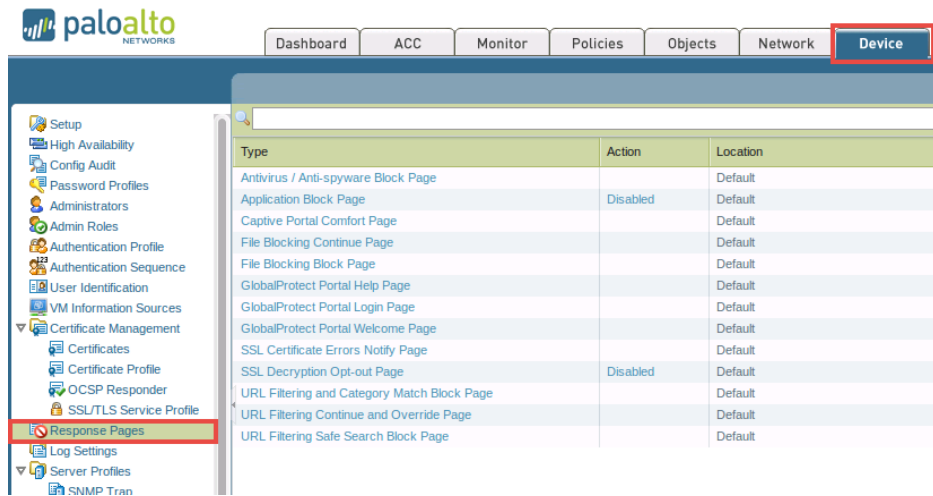 paloalto
NETWORKS
Dashboard ACC Monitor Policies Objects Network Device
Setup
High Availability
Config Audit
Password Profiles
Administrators
Admin Roles
Authentication Profile
Authentication Sequence
User Identification
VM Information Sources
Certificate Management
Certificates
Certificate Profile
OCSP Responder
SSL/TLS Service Profile
Response Pages
Log Settings
Server Profiles
SNMP Trap
Type Action Location
Antivirus / Anti-spyware Block Page Default
Application Block Page Disabled Default
Captive Portal Comfort Page Default
File Blocking Continue Page Default
File Blocking Block Page Default
GlobalProtect Portal Help Page Default
GlobalProtect Portal Login Page Default
GlobalProtect Portal Welcome Page Default
SSL Certificate Errors Notify Page Default
SSL Decryption Opt-out Page Disabled Default
URL Filtering and Category Match Block Page Default
URL Filtering Continue and Override Page Default
URL Filtering Safe Search Block Page Default